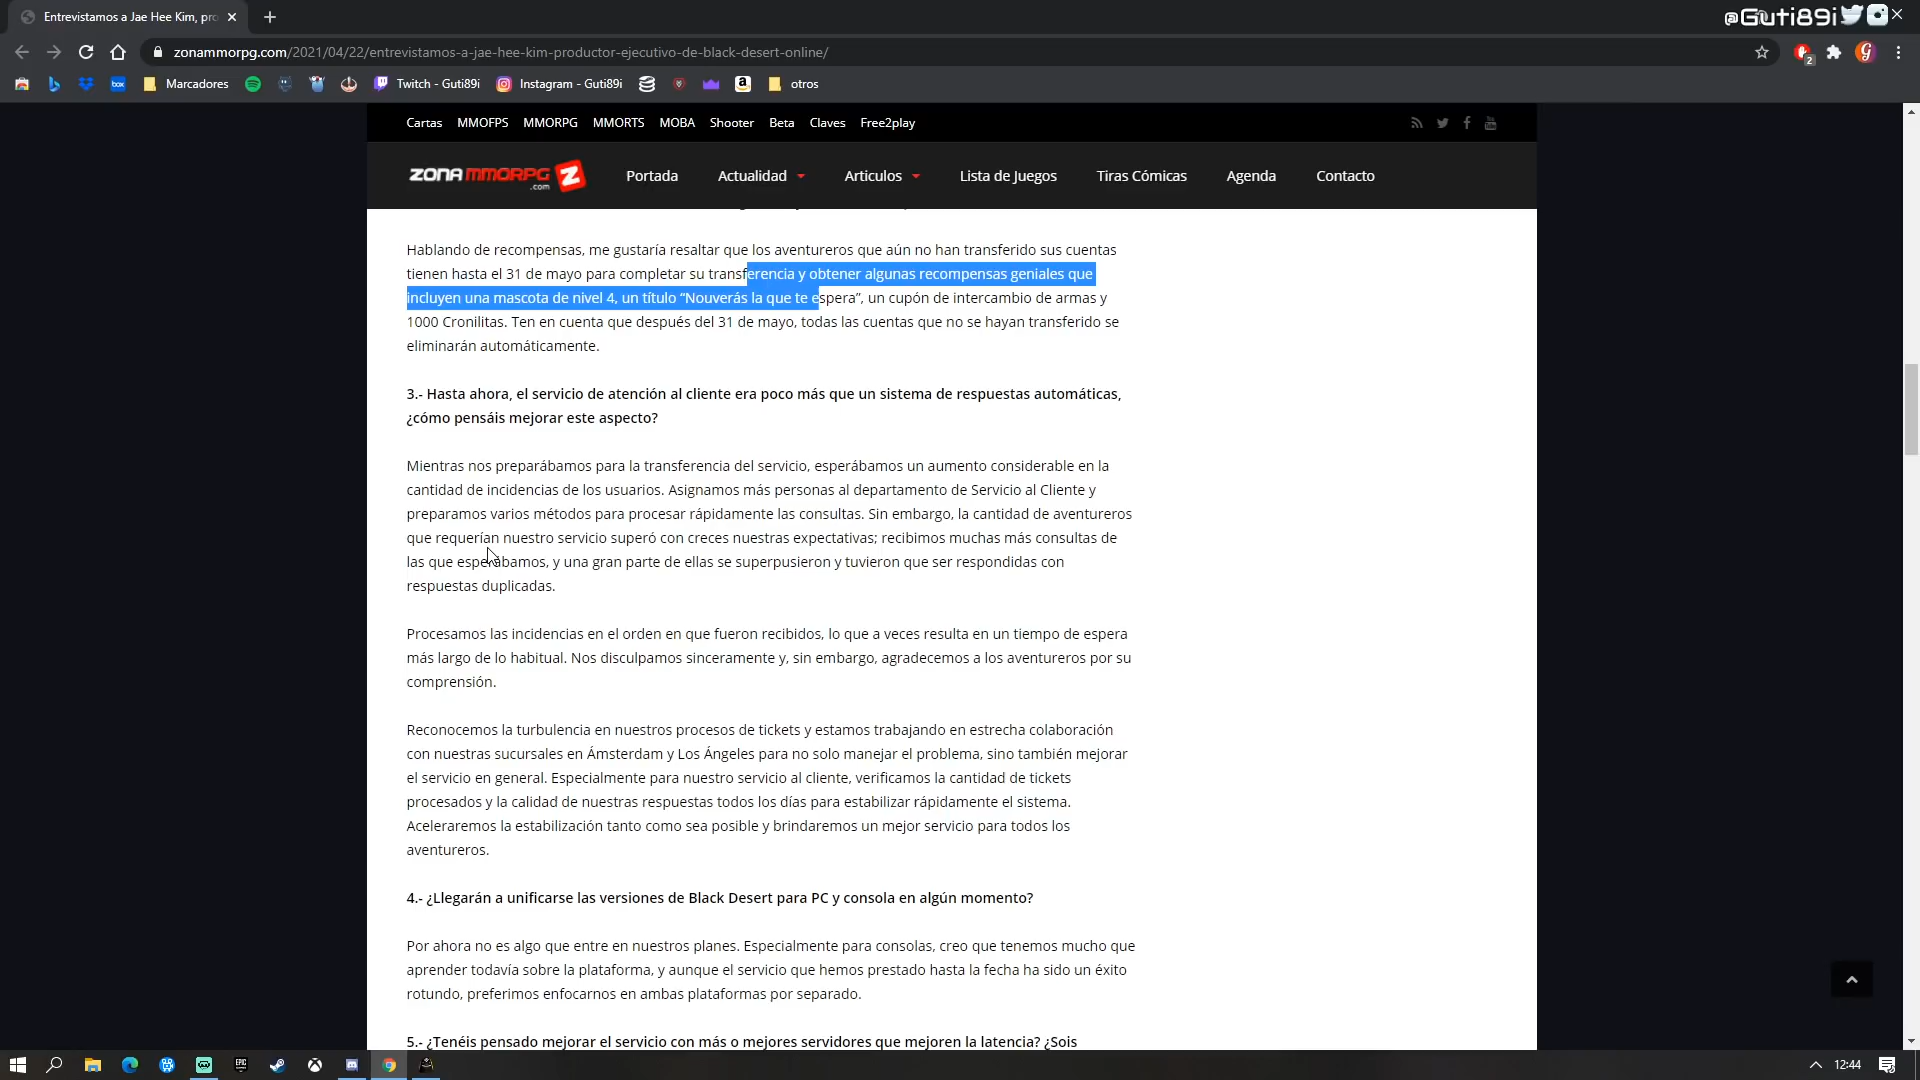 Entrevistamos a Jae Hee Kim, pro
@Guti89i
zonammorpg.com/2021/04/22/entrevistamos-a-jae-hee-kim-productor-ejecutivo-de-black-desert-online/
2
box
Marcadores
Twitch - Guti89i
Instagram - Guti89i
otros
Cartas MMOFPS MMORPG MMORTS MOBA Shooter Beta Claves Free2play
ZONA MMORPG .com
Portada Actualidad Articulos Lista de Juegos Tiras Cómicas Agenda Contacto
Hablando de recompensas, me gustaría resaltar que los aventureros que aún no han transferido sus cuentas
tienen hasta el 31 de mayo para completar su transferencia y obtener algunas recompensas geniales que
incluyen una mascota de nivel 4, un título “Nouverás la que te espera”, un cupón de intercambio de armas y
1000 Cronilitas. Ten en cuenta que después del 31 de mayo, todas las cuentas que no se hayan transferido se
eliminarán automáticamente.
3.- Hasta ahora, el servicio de atención al cliente era poco más que un sistema de respuestas automáticas,
¿cómo pensáis mejorar este aspecto?
Mientras nos preparábamos para la transferencia del servicio, esperábamos un aumento considerable en la
cantidad de incidencias de los usuarios. Asignamos más personas al departamento de Servicio al Cliente y
preparamos varios métodos para procesar rápidamente las consultas. Sin embargo, la cantidad de aventureros
que requerían nuestro servicio superó con creces nuestras expectativas; recibimos muchas más consultas de
las que esperábamos, y una gran parte de ellas se superpusieron y tuvieron que ser respondidas con
respuestas duplicadas.
Procesamos las incidencias en el orden en que fueron recibidos, lo que a veces resulta en un tiempo de espera
más largo de lo habitual. Nos disculpamos sinceramente y, sin embargo, agradecemos a los aventureros por su
comprensión.
Reconocemos la turbulencia en nuestros procesos de tickets y estamos trabajando en estrecha colaboración
con nuestras sucursales en Ámsterdam y Los Ángeles para no solo manejar el problema, sino también mejorar
el servicio en general. Especialmente para nuestro servicio al cliente, verificamos la cantidad de tickets
procesados y la calidad de nuestras respuestas todos los días para estabilizar rápidamente el sistema.
Aceleraremos la estabilización tanto como sea posible y brindaremos un mejor servicio para todos los
aventureros.
4.- ¿Llegarán a unificarse las versiones de Black Desert para PC y consola en algún momento?
Por ahora no es algo que entre en nuestros planes. Especialmente para consolas, creo que tenemos mucho que
aprender todavía sobre la plataforma, y aunque el servicio que hemos prestado hasta la fecha ha sido un éxito
rotundo, preferimos enfocarnos en ambas plataformas por separado.
5.- ¿Tenéis pensado mejorar el servicio con más o mejores servidores que mejoren la latencia? ¿Sois
12:44